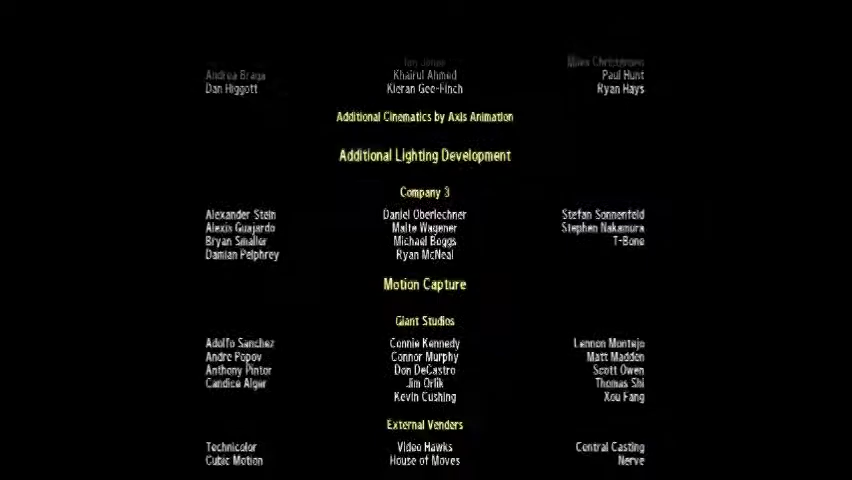 Andrea Braga Khairul Ahmed Paul Hunt
Dan Higgott Kieran Gee-Finch Ryan Hays
Additional Cinematics by Axis Animation
Additional Lighting Development
Company 3
Alexander Stein Daniel Oberlechner Stefan Sonnenfeld
Alexis Guajardo Malte Wagener Stephen Nakamura
Bryan Smaller Michael Boggs T-Bone
Damian Pelphrey Ryan McNeal
Motion Capture
Giant Studios
Adolfo Sanchez Connie Kennedy Lennon Montejo
Andre Popov Connor Murphy Matt Madden
Anthony Pintor Don DeCastro Scott Owen
Candice Alger Jim Orlik Thomas Shi
Kevin Cushing Xou Fang
External Venders
Technicolor Video Hawks Central Casting
Cubic Motion House of Moves Nerve